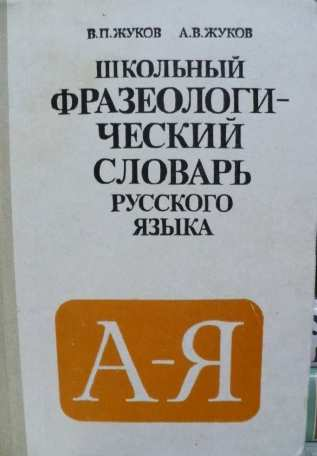 В.П.ЖУКОВ А.В.ЖУКОВ
ШКОЛЬНЫЙ
ФРАЗЕОЛОГИ-
ЧЕСКИЙ
СЛОВАРЬ
РУССКОГО
ЯЗЫКА
А-Я